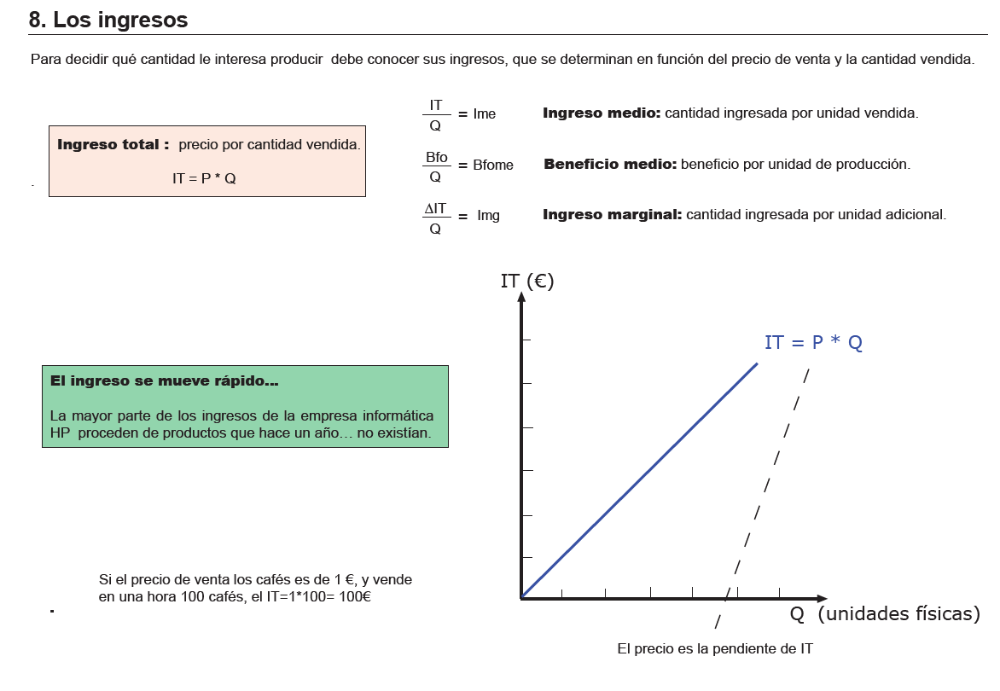 8. Los ingresos
Para decidir qué cantidad le interesa producir debe conocer sus ingresos, que se determinan en función del precio de venta y la cantidad vendida.
Ingreso total : precio por cantidad vendida.
IT = P * Q
IT
Q
= Ime
Ingreso medio: cantidad ingresada por unidad vendida.
Bfo
Q
= Bfome
Beneficio medio: beneficio por unidad de producción.
ΔIT
Q
= Img
Ingreso marginal: cantidad ingresada por unidad adicional.
El ingreso se mueve rápido...
La mayor parte de los ingresos de la empresa informática
HP proceden de productos que hace un año… no existían.
Si el precio de venta los cafés es de 1 €, y vende
en una hora 100 cafés, el IT=1*100= 100€
IT (€)
IT = P * Q
Q (unidades físicas)
El precio es la pendiente de IT